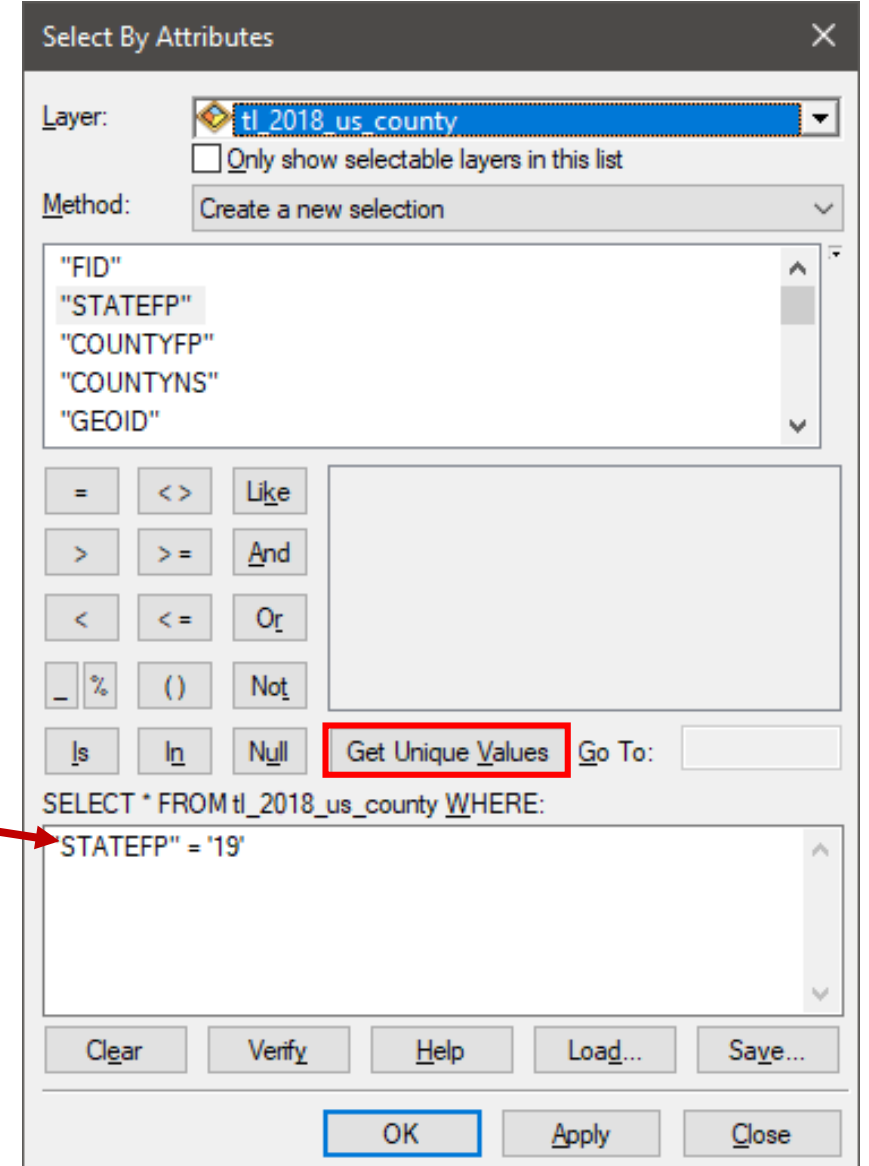 Select By Attributes
Layer: tl_2018_us_county
Only show selectable layers in this list
Method: Create a new selection
"FID"
"STATEFP"
"COUNTYFP"
"COUNTYNS"
"GEOID"
= < > Like
> > = And
< < = Or
_ % ( ) Not
Is In Null Get Unique Values Go To:
SELECT * FROM tl_2018_us_county WHERE:
"STATEFP" = '19'
Clear Verify Help Load... Save...
OK Apply Close